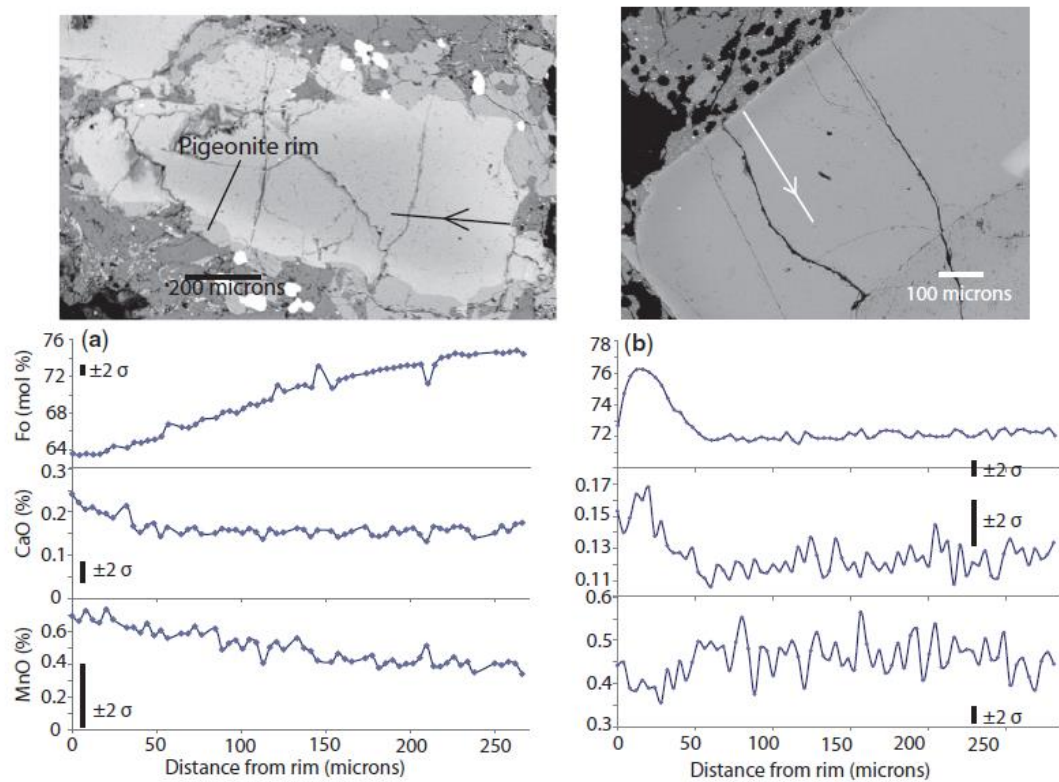 Pigeonite rim
200 microns
100 microns
(a)
Fo (mol %)
76
72
68
64
±2 σ
0.3
CaO (%)
0.2
0.1
0
±2 σ
MnO (%)
0.6
0.4
0.2
0
±2 σ
0
50
100
150
200
250
Distance from rim (microns)
(b)
78
76
74
72
±2 σ
0.17
0.15
0.13
0.11
±2 σ
0.6
0.5
0.4
0.3
±2 σ
0
50
100
150
200
250
Distance from rim (microns)